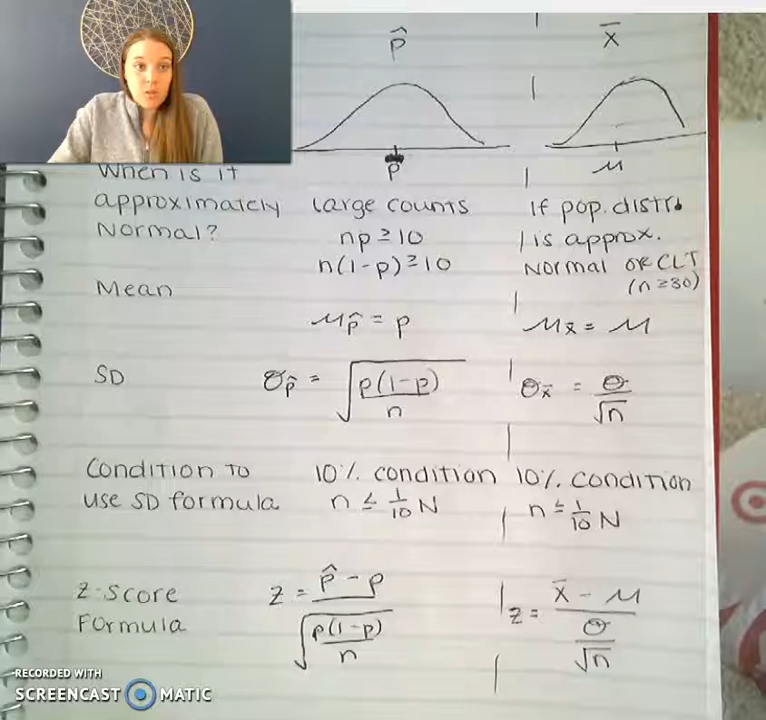 p̂ x̄
p μ
When is it
approximately large counts If pop. distr.
Normal? np ≥ 10 is approx.
n(1-p) ≥ 10 Normal or CLT
(n ≥ 30)
Mean
μp̂ = p μx̄ = μ
SD σp̂ = √(p(1-p)/n) σx̄ = σ/√n
Condition to 10% condition 10% condition
use SD formula n ≤ 1/10 N n ≤ 1/10 N
Z-score z = (p̂ - p)/√(p(1-p)/n) z = (x̄ - μ)/(σ/√n)
Formula
RECORDED WITH
SCREENCAST MATIC